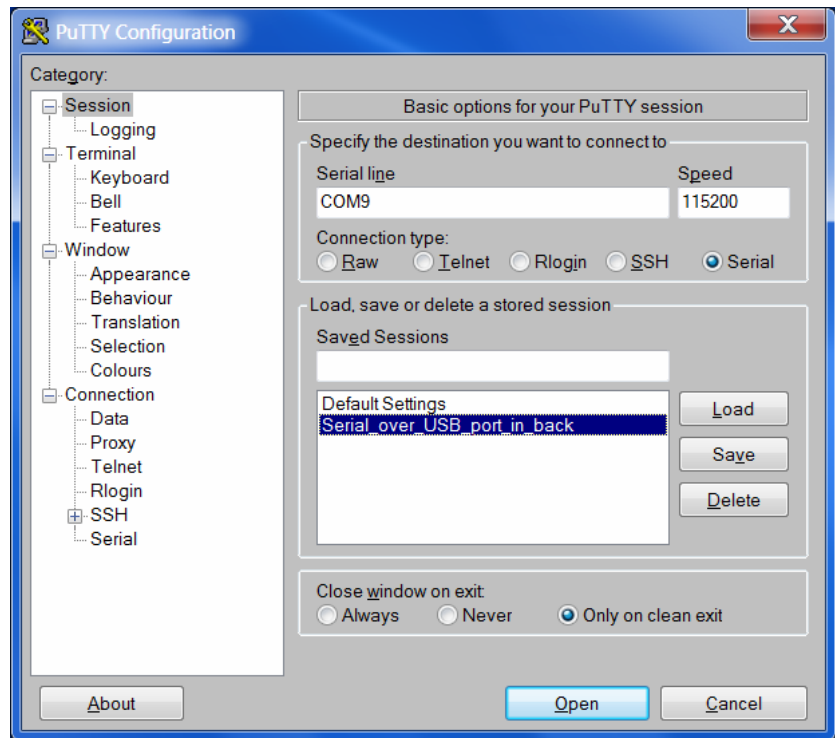 PuTTY Configuration
X
Category:
Session
Logging
Terminal
Keyboard
Bell
Features
Window
Appearance
Behaviour
Translation
Selection
Colours
Connection
Data
Proxy
Telnet
Rlogin
SSH
Serial
Basic options for your PuTTY session
Specify the destination you want to connect to
Serial line Speed
COM9 115200
Connection type:
Raw Telnet Rlogin SSH Serial
Load, save or delete a stored session
Saved Sessions
Default Settings
Serial_over_USB_port_in_back
Load
Save
Delete
Close window on exit:
Always Never Only on clean exit
About Open Cancel